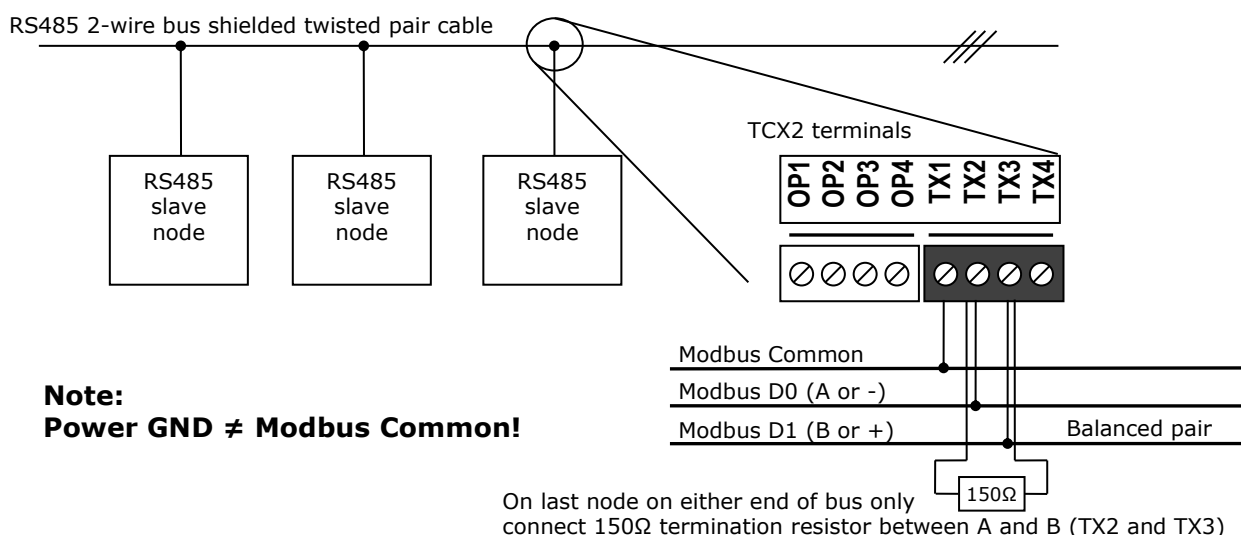 RS485 2-wire bus shielded twisted pair cable
TCX2 terminals
RS485
slave
node
RS485
slave
node
RS485
slave
node
OP1
OP2
OP3
OP4
TX1
TX2
TX3
TX4
Modbus Common
Modbus D0 (A or -)
Modbus D1 (B or +)
Balanced pair
Note:
Power GND ≠ Modbus Common!
150Ω
On last node on either end of bus only
connect 150Ω termination resistor between A and B (TX2 and TX3)